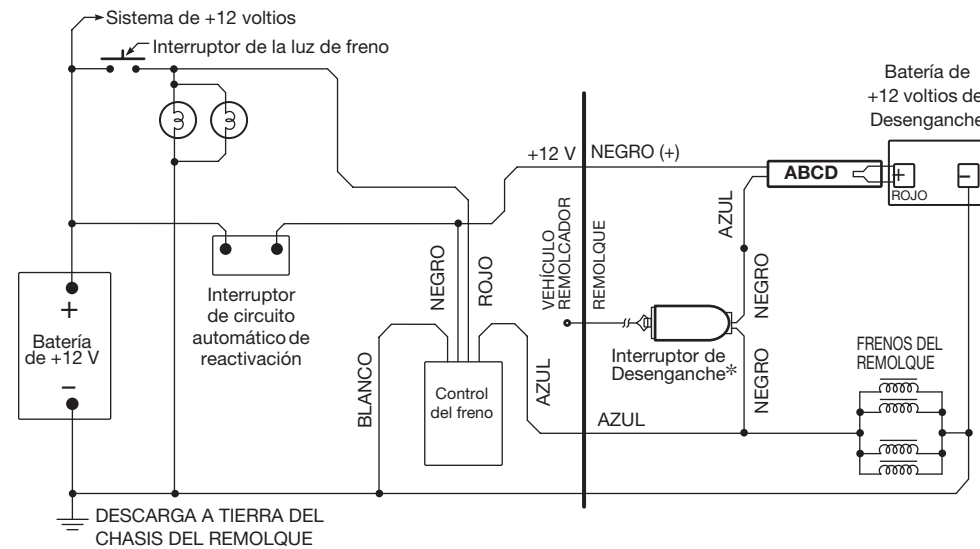 Sistema de +12 voltios
Interruptor de la luz de freno
Batería de
+12 voltios de
Desenganche
+12 V
NEGRO (+)
ABCD
+
−
ROJO
AZUL
VEHÍCULO
REMOLCADOR
REMOLQUE
NEGRO
NEGRO
ROJO
+
Batería
de +12 V
−
Interruptor
de circuito
automático de
reactivación
Interruptor de
Desenganche*
NEGRO
FRENOS DEL
REMOLQUE
BLANCO
Control
del freno
AZUL
AZUL
DESCARGA A TIERRA DEL
CHASIS DEL REMOLQUE